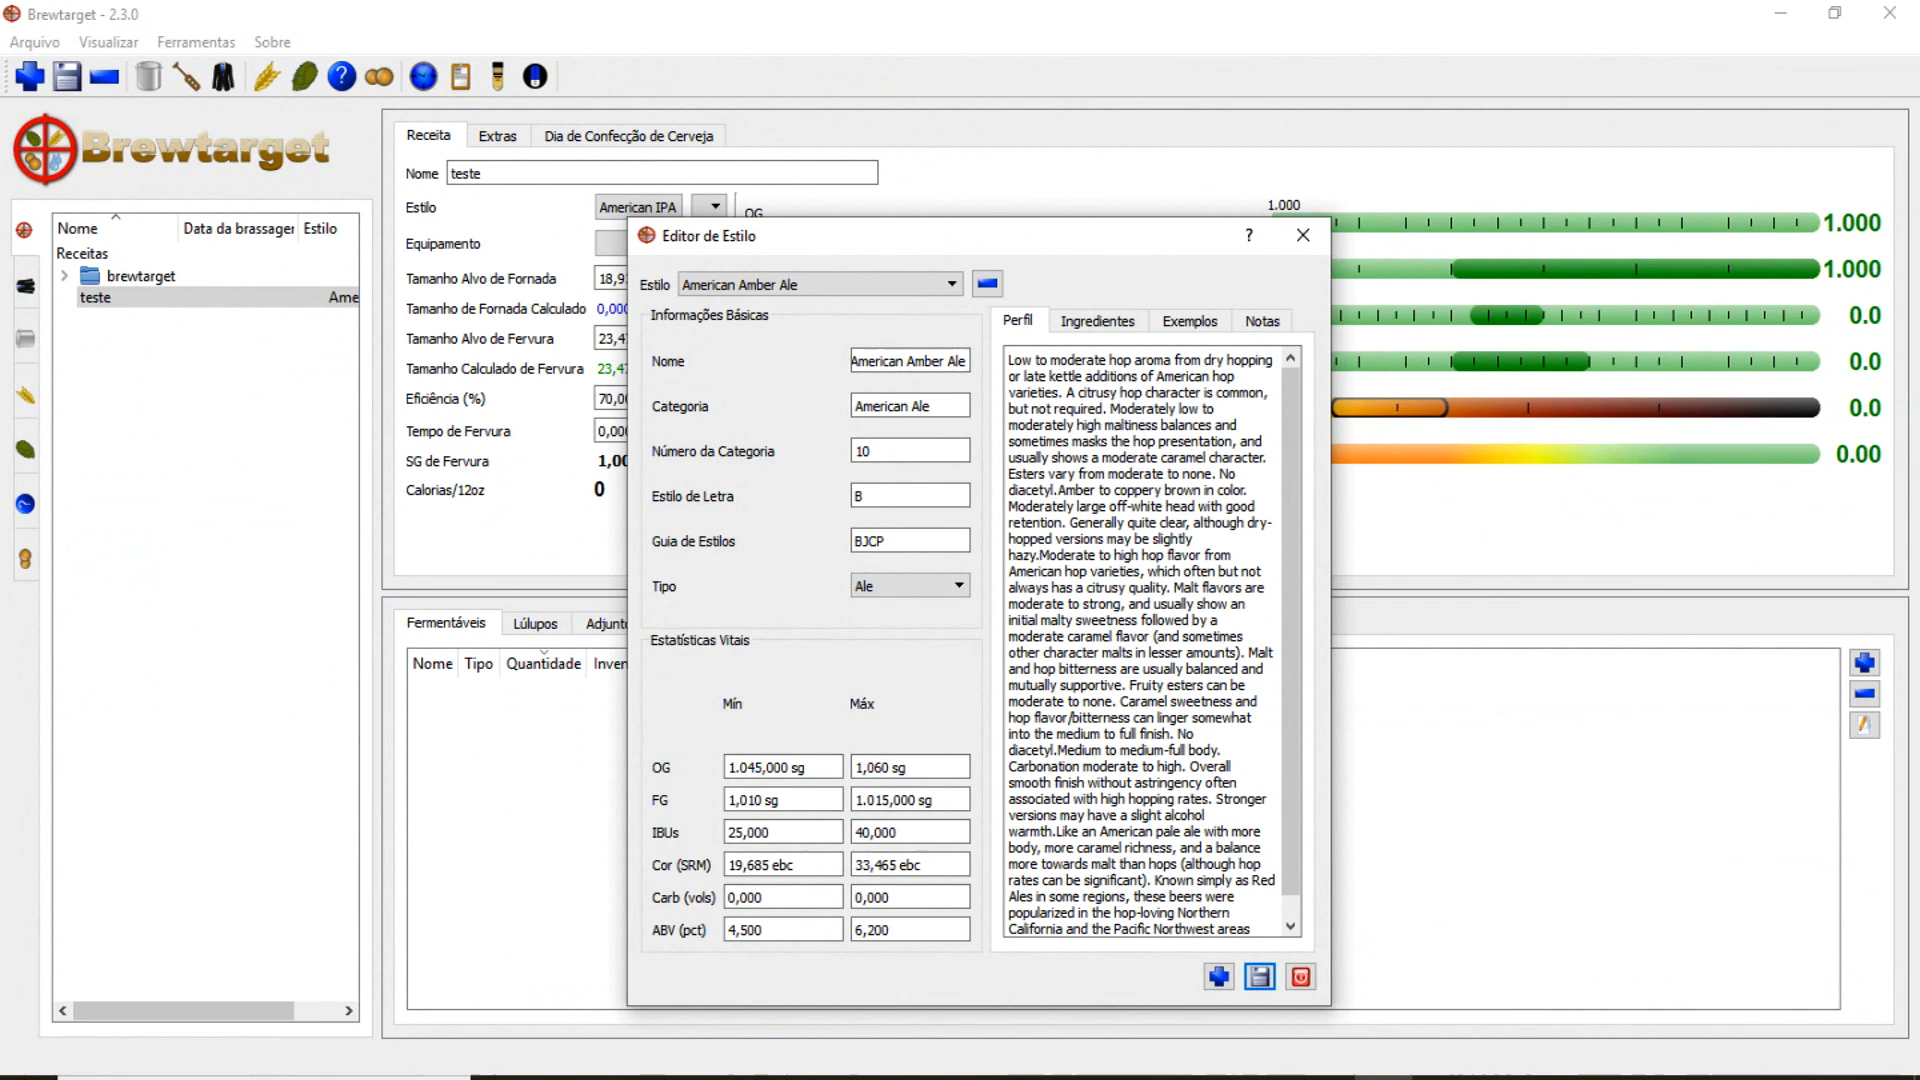 Brewtarget - 2.3.0
Arquivo Visualizar Ferramentas Sobre
Brewtarget
Nome Data da brassager Estilo
Receitas
brewtarget
teste Ame
Receita Extras Dia de Confecção de Cerveja
Nome teste
Estilo American IPA OG 1.000 1.000
Equipamento
1.000
Tamanho Alvo de Fornada 18,9
Tamanho de Fornada Calculado 0,000
0.0
Tamanho Alvo de Fervura 23,4
Tamanho Calculado de Fervura 23,47
0.0
Eficiência (%) 70,0
0.0
Tempo de Fervura 0,000
SG de Fervura 1,00
0.00
Calorias/12oz 0
Fermentáveis Lúlupos Adjunto
Nome Tipo Quantidade Inven
Editor de Estilo
?
Estilo American Amber Ale
Informações Básicas
Nome American Amber Ale
Categoria American Ale
Número da Categoria 10
Estilo de Letra B
Guia de Estilos BJCP
Tipo Ale
Estatísticas Vitais
Mín Máx
OG 1.045,000 sg 1,060 sg
FG 1,010 sg 1.015,000 sg
IBUs 25,000 40,000
Cor (SRM) 19,685 ebc 33,465 ebc
Carb (vols) 0,000 0,000
ABV (pct) 4,500 6,200
Perfil Ingredientes Exemplos Notas
Low to moderate hop aroma from dry hopping
or late kettle additions of American hop
varieties. A citrusy hop character is common,
but not required. Moderately low to
moderately high maltiness balances and
sometimes masks the hop presentation, and
usually shows a moderate caramel character.
Esters vary from moderate to none. No
diacetyl.Amber to coppery brown in color.
Moderately large off-white head with good
retention. Generally quite clear, although dry-
hopped versions may be slightly
hazy.Moderate to high hop flavor from
American hop varieties, which often but not
always has a citrusy quality. Malt flavors are
moderate to strong, and usually show an
initial malty sweetness followed by a
moderate caramel flavor (and sometimes
other character malts in lesser amounts). Malt
and hop bitterness are usually balanced and
mutually supportive. Fruity esters can be
moderate to none. Caramel sweetness and
hop flavor/bitterness can linger somewhat
into the medium to full finish. No
diacetyl.Medium to medium-full body.
Carbonation moderate to high. Overall
smooth finish without astringency often
associated with high hopping rates. Stronger
versions may have a slight alcohol
warmth.Like an American pale ale with more
body, more caramel richness, and a balance
more towards malt than hops (although hop
rates can be significant). Known simply as Red
Ales in some regions, these beers were
popularized in the hop-loving Northern
California and the Pacific Northwest areas